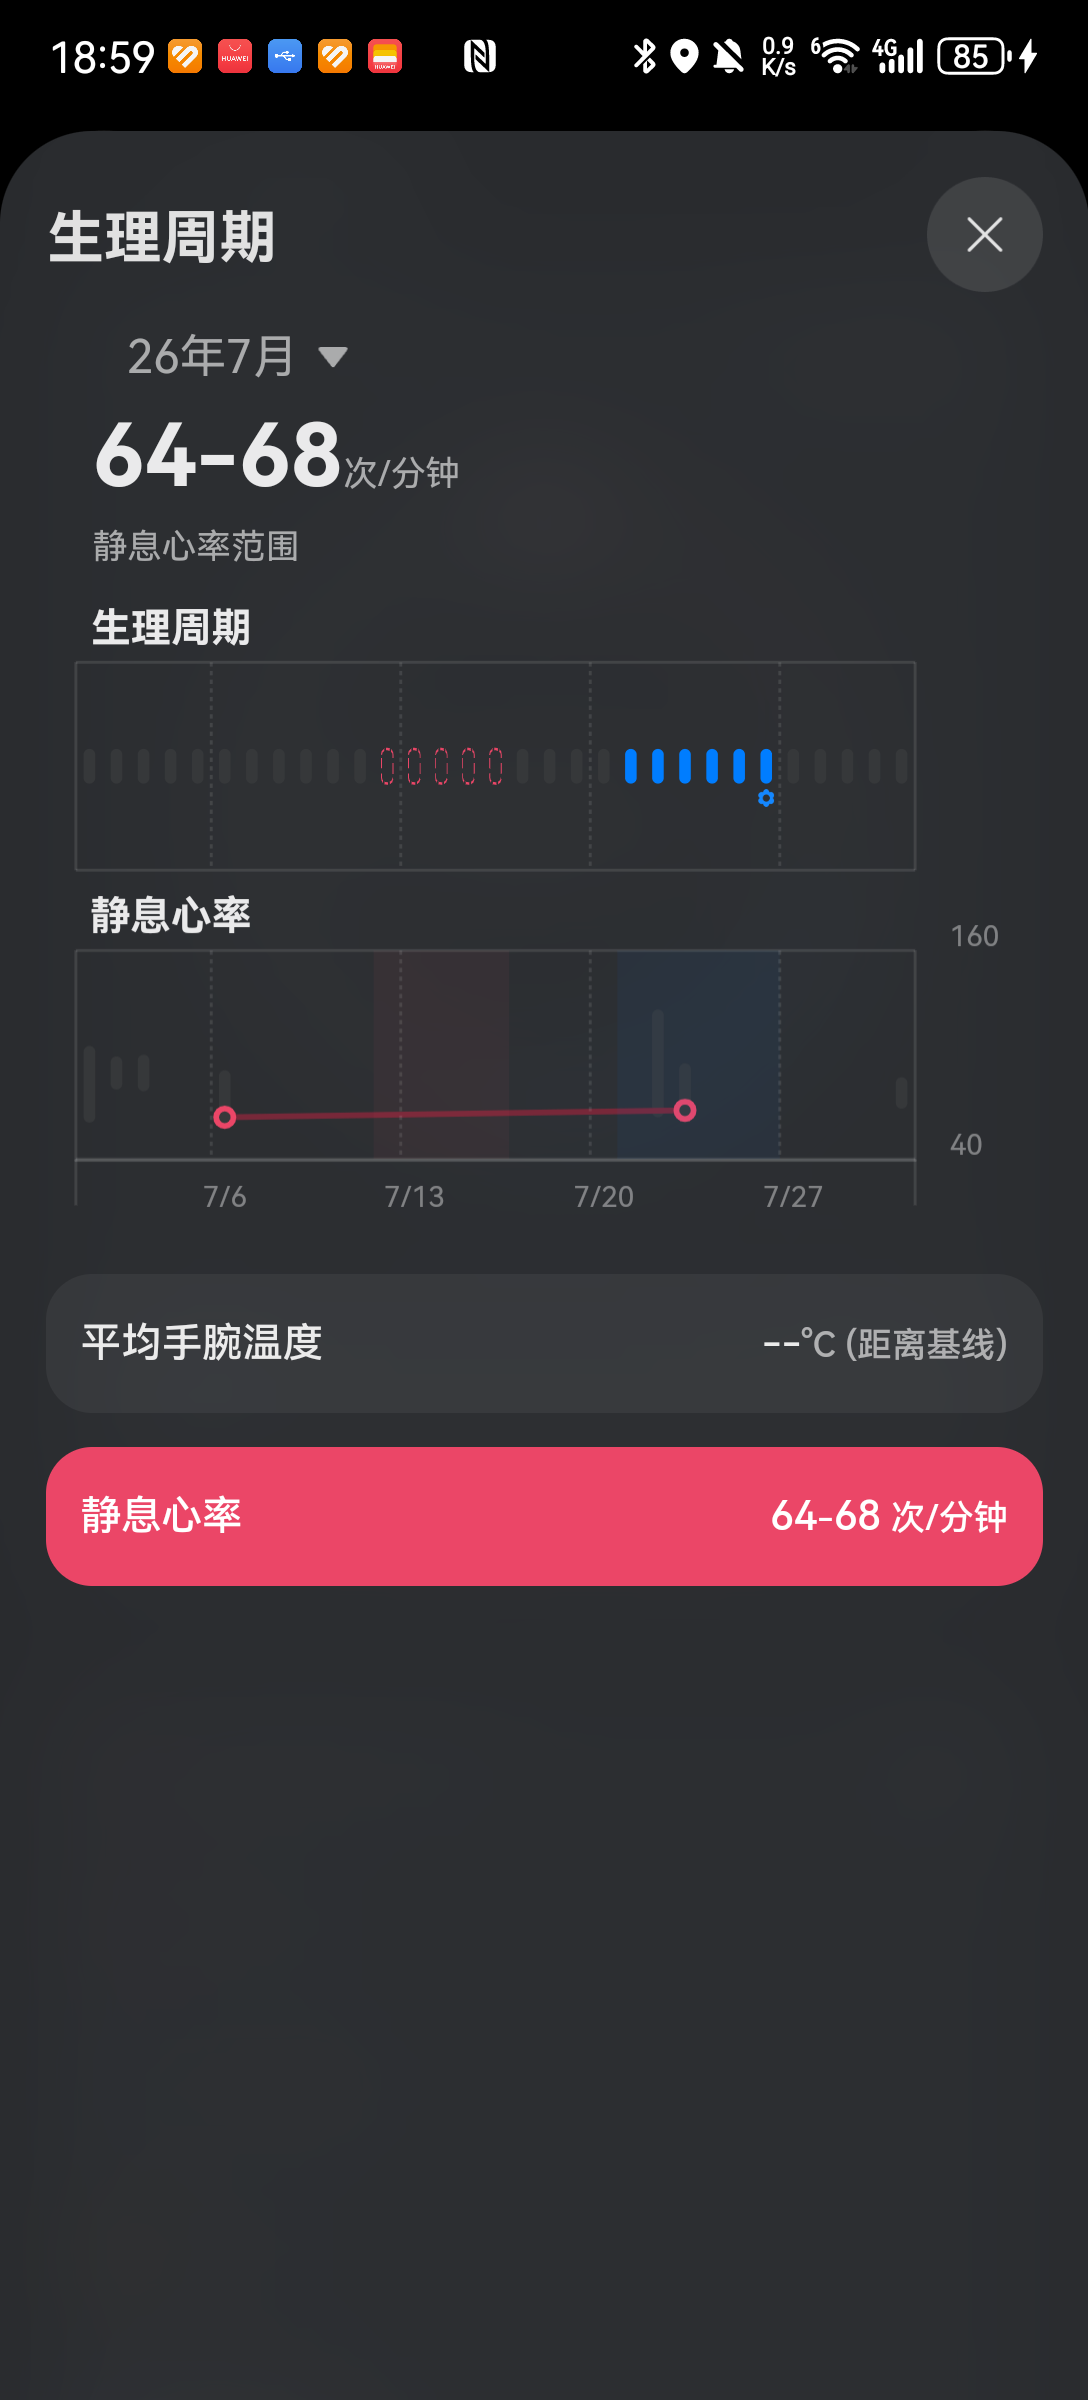 18:59
HUAWEI
HUAWEI
0.9 K/s
6
4G
85
生理周期
26年7月
64-68次/分钟
静息心率范围
生理周期
静息心率
160
40
7/6 7/13 7/20 7/27
平均手腕温度 --°C (距离基线)
静息心率 64-68 次/分钟